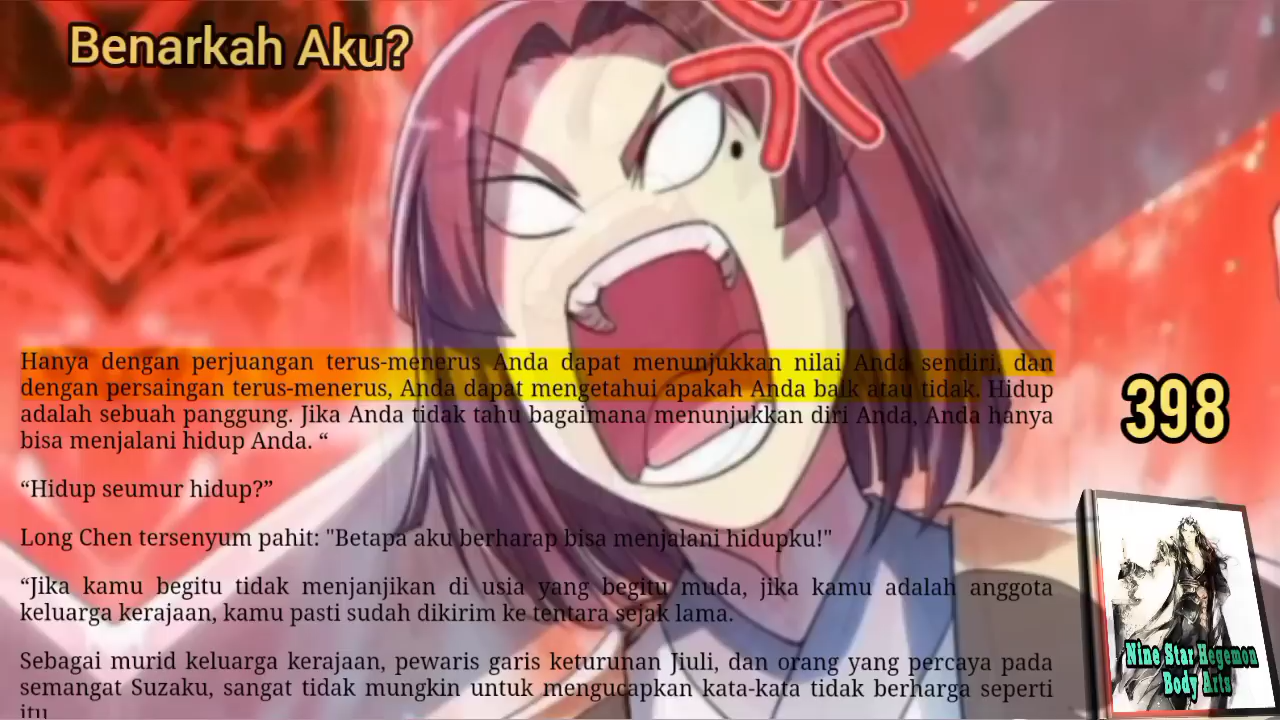 Benarkah Aku?
Hanya dengan perjuangan terus-menerus Anda dapat menunjukkan nilai Anda sendiri, dan
dengan persaingan terus-menerus, Anda dapat mengetahui apakah Anda baik atau tidak. Hidup
adalah sebuah panggung. Jika Anda tidak tahu bagaimana menunjukkan diri Anda, Anda hanya
bisa menjalani hidup Anda. “
“Hidup seumur hidup?”
Long Chen tersenyum pahit: "Betapa aku berharap bisa menjalani hidupku!"
“Jika kamu begitu tidak menjanjikan di usia yang begitu muda, jika kamu adalah anggota
keluarga kerajaan, kamu pasti sudah dikirim ke tentara sejak lama.
Sebagai murid keluarga kerajaan, pewaris garis keturunan Jiuli, dan orang yang percaya pada
semangat Suzaku, sangat tidak mungkin untuk mengucapkan kata-kata tidak berharga seperti
itu
398
Nine Star Hegemon
Body Arts